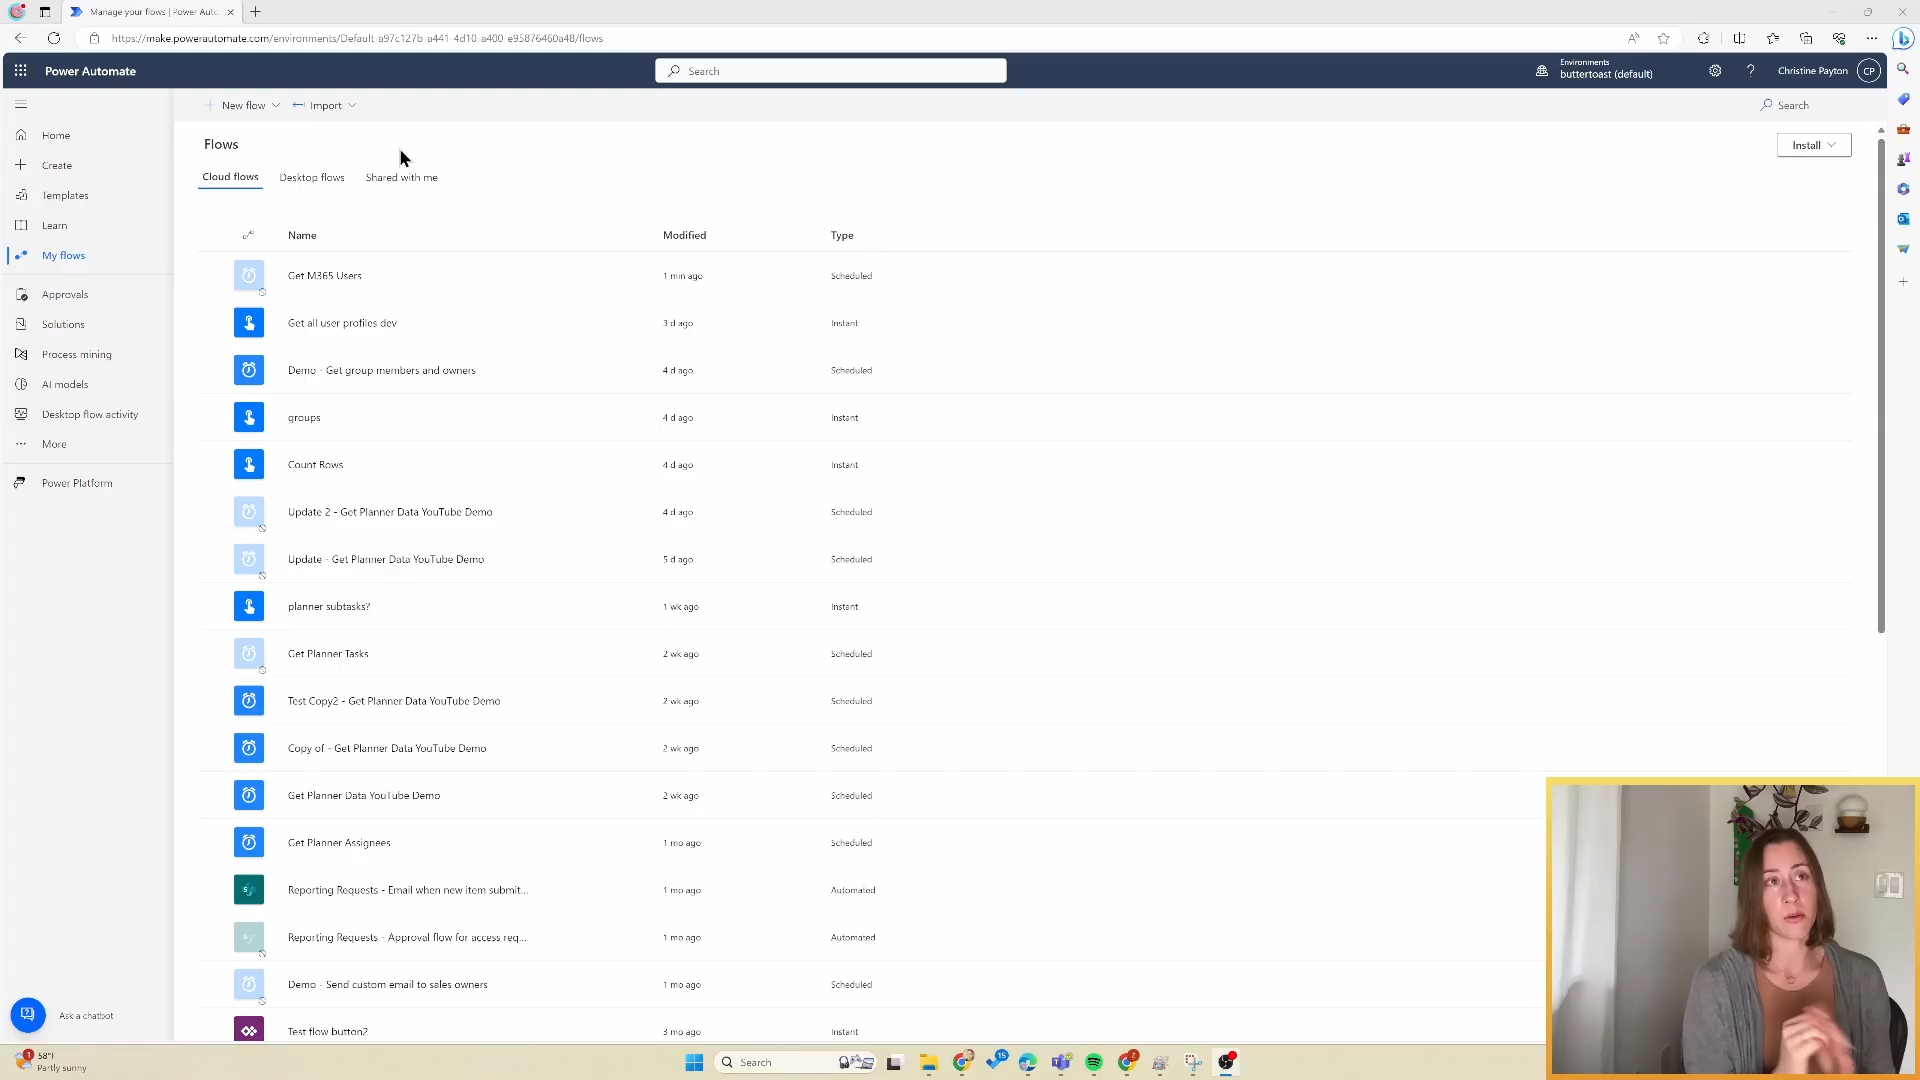 Manage your flows | Power Auto
https://make.powerautomate.com/environments/Default-a97c127b-a441-4d10-a400-e95876460a48/flows
Power Automate
Search
Environments
buttertoast (default)
Christine Payton
CP
New flow
Import
Search
Home
Create
Templates
Learn
My flows
Approvals
Solutions
Process mining
AI models
Desktop flow activity
More
Power Platform
Ask a chatbot
Flows
Install
Cloud flows
Desktop flows
Shared with me
Name Modified Type
Get M365 Users 1 min ago Scheduled
Get all user profiles dev 3 d ago Instant
Demo - Get group members and owners 4 d ago Scheduled
groups 4 d ago Instant
Count Rows 4 d ago Instant
Update 2 - Get Planner Data YouTube Demo 4 d ago Scheduled
Update - Get Planner Data YouTube Demo 5 d ago Scheduled
planner subtasks? 1 wk ago Instant
Get Planner Tasks 2 wk ago Scheduled
Test Copy2 - Get Planner Data YouTube Demo 2 wk ago Scheduled
Copy of - Get Planner Data YouTube Demo 2 wk ago Scheduled
Get Planner Data YouTube Demo 2 wk ago Scheduled
Get Planner Assignees 1 mo ago Scheduled
Reporting Requests - Email when new item submit... 1 mo ago Automated
Reporting Requests - Approval flow for access req... 1 mo ago Automated
Demo - Send custom email to sales owners 1 mo ago Scheduled
Test flow button2 3 mo ago Instant
1
58°F
Partly sunny
Search
15
2